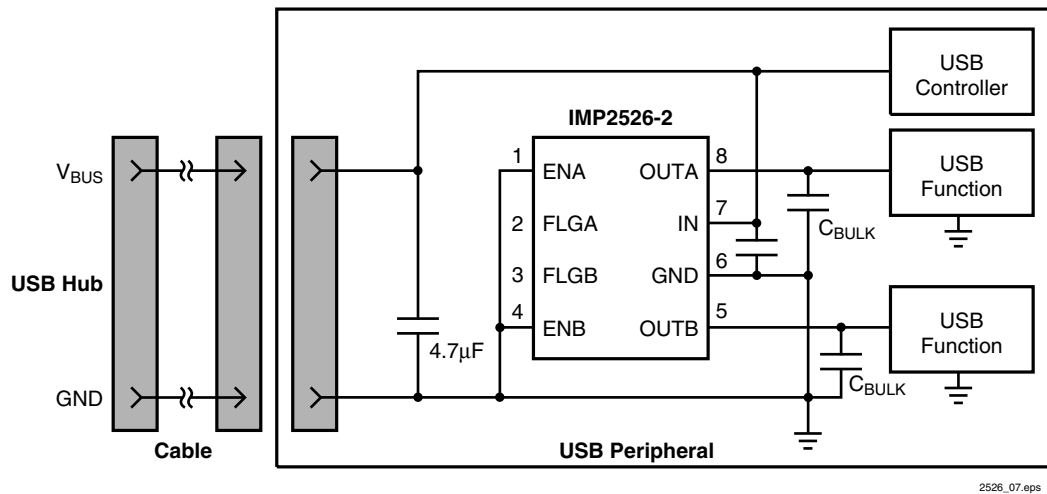 USB
Controller
IMP2526-2
V_BUS
1
ENA
OUTA
8
USB
Function
2
FLGA
IN
7
C_BULK
USB Hub
3
FLGB
GND
6
4
ENB
OUTB
5
USB
Function
4.7µF
C_BULK
GND
Cable
USB Peripheral
2526_07.eps